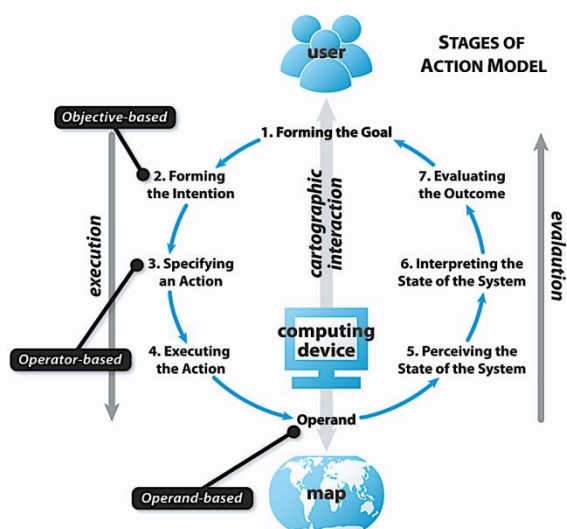 user
STAGES OF
ACTION MODEL
Objective-based
1. Forming the Goal
2. Forming
the Intention
7. Evaluating
the Outcome
execution
cartographic
interaction
evalaution
3. Specifying
an Action
6. Interpreting the
State of the System
computing
device
Operator-based
4. Executing
the Action
5. Perceiving the
State of the System
Operand
Operand-based
map